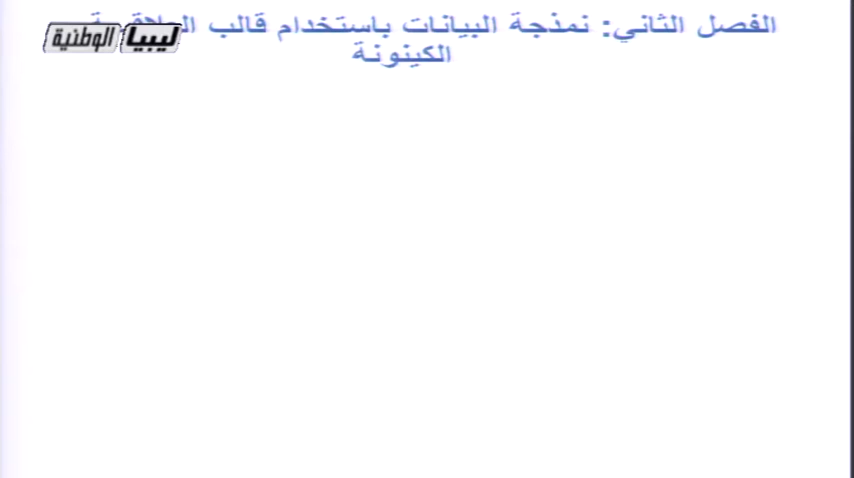 الفصل الثاني: نمذجة البيانات باستخدام قالب
الكينونة
ليبيا الوطنية